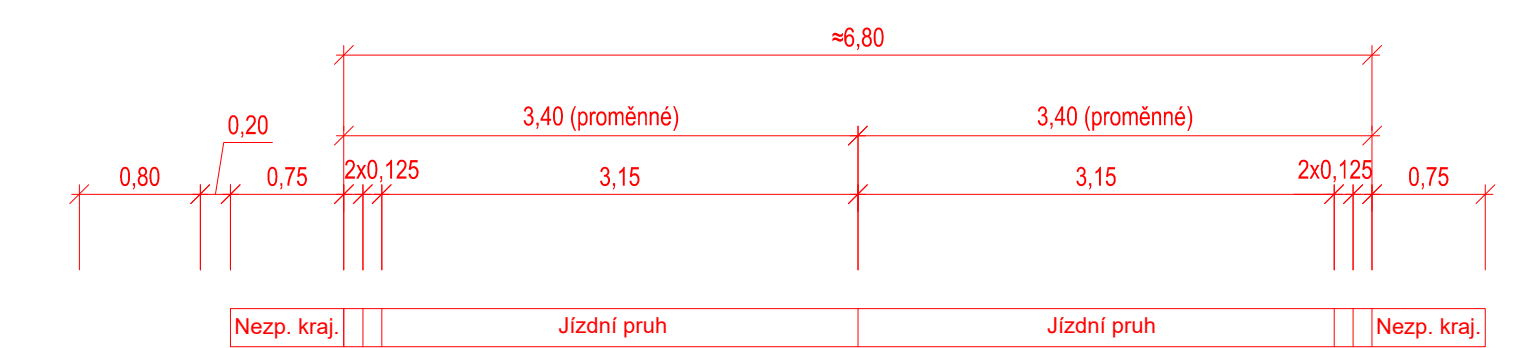 ≈6,80
3,40 (proměnné) 3,40 (proměnné)
0,20
0,80 0,75 2x0,125 3,15 3,15 2x0,125 0,75
Nezp. kraj. Jízdní pruh Jízdní pruh Nezp. kraj.